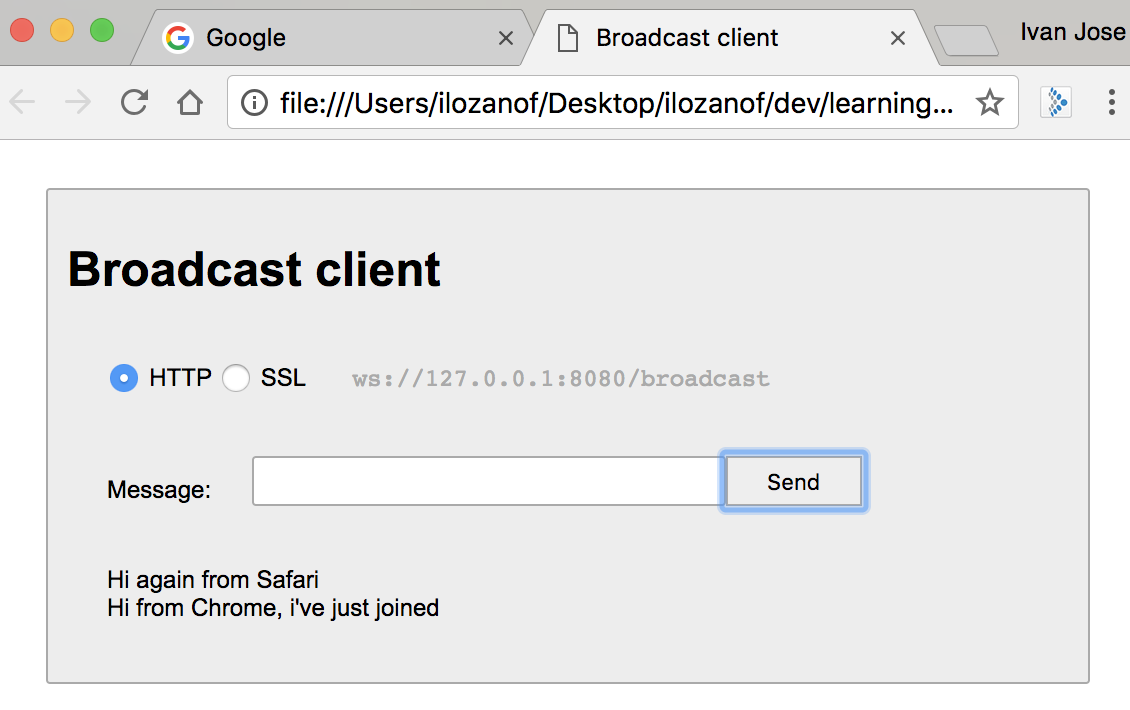 Google
Broadcast client
Ivan Jose
file:///Users/ilozanof/Desktop/ilozanof/dev/learning...
Broadcast client
HTTP SSL ws://127.0.0.1:8080/broadcast
Message: Send
Hi again from Safari
Hi from Chrome, i've just joined